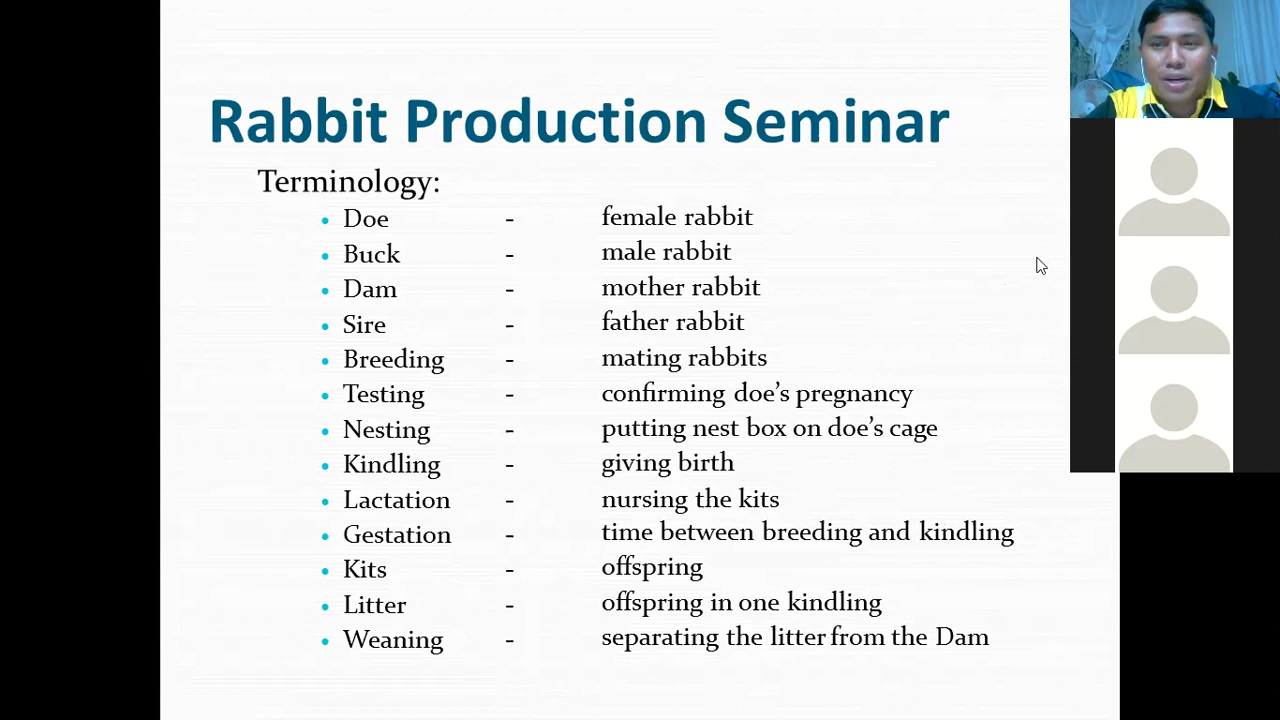 Rabbit Production Seminar
Terminology:
• Doe - female rabbit
• Buck - male rabbit
• Dam - mother rabbit
• Sire - father rabbit
• Breeding - mating rabbits
• Testing - confirming doe’s pregnancy
• Nesting - putting nest box on doe’s cage
• Kindling - giving birth
• Lactation - nursing the kits
• Gestation - time between breeding and kindling
• Kits - offspring
• Litter - offspring in one kindling
• Weaning - separating the litter from the Dam